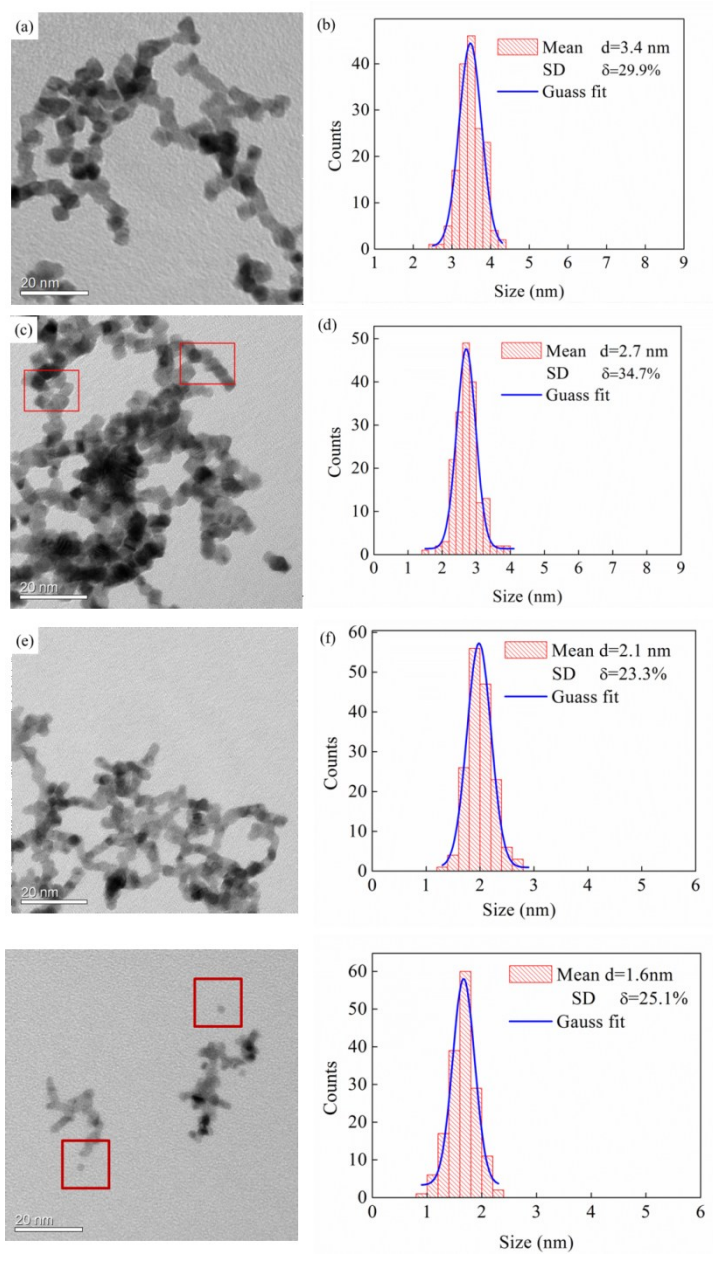 (a)
20 nm
(b)
Mean d=3.4 nm
SD δ=29.9%
Guass fit
Counts
40
30
20
10
0
1 2 3 4 5 6 7 8 9
Size (nm)
(c)
20 nm
(d)
Mean d=2.7 nm
SD δ=34.7%
Guass fit
Counts
50
40
30
20
10
0
0 1 2 3 4 5 6 7 8 9
Size (nm)
(e)
20 nm
(f)
Mean d=2.1 nm
SD δ=23.3%
Guass fit
Counts
60
50
40
30
20
10
0
0 1 2 3 4 5 6
Size (nm)
20 nm
Mean d=1.6nm
SD δ=25.1%
Gauss fit
Counts
60
50
40
30
20
10
0
0 1 2 3 4 5 6
Size (nm)